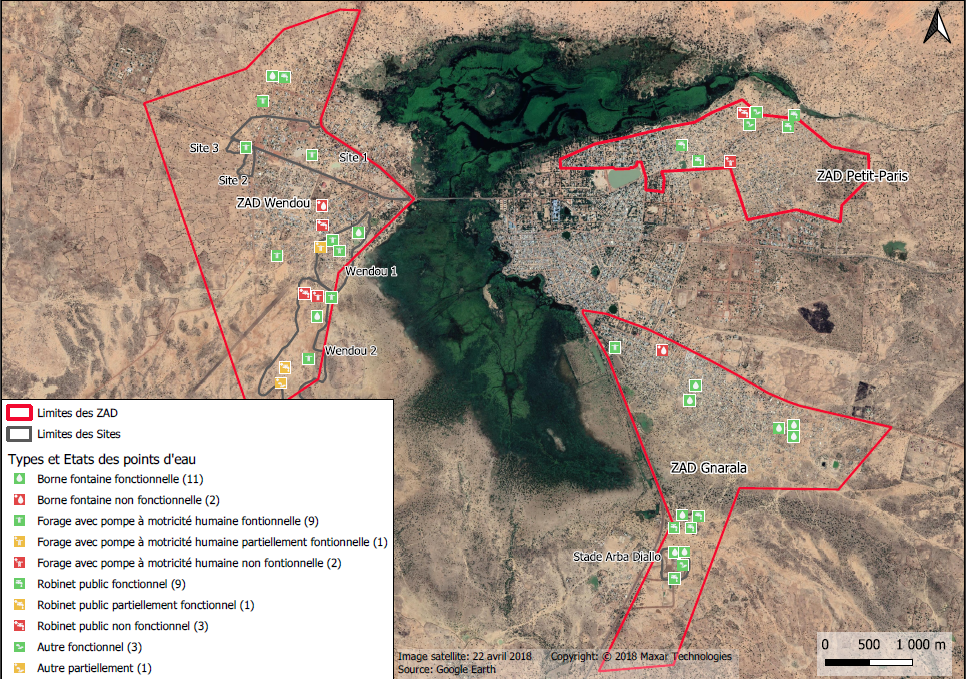 Site 3
Site 1
Site 2
ZAD Wendou
Wendou 1
Wendou 2
ZAD Petit-Paris
ZAD Gnarala
Stade Arba Diallo
Limites des ZAD
Limites des Sites
Types et Etats des points d'eau
Borne fontaine fonctionnelle (11)
Borne fontaine non fonctionnelle (2)
Forage avec pompe à motricité humaine fontionnelle (9)
Forage avec pompe à motricité humaine partiellement fontionnelle (1)
Forage avec pompe à motricité humaine non fontionnelle (2)
Robinet public fonctionnel (9)
Robinet public partiellement fonctionnel (1)
Robinet public non fonctionnel (3)
Autre fonctionnel (3)
Autre partiellement (1)
Image satellite: 22 avril 2018 Copyright: © 2018 Maxar Technologies
Source: Google Earth
0 500 1 000 m